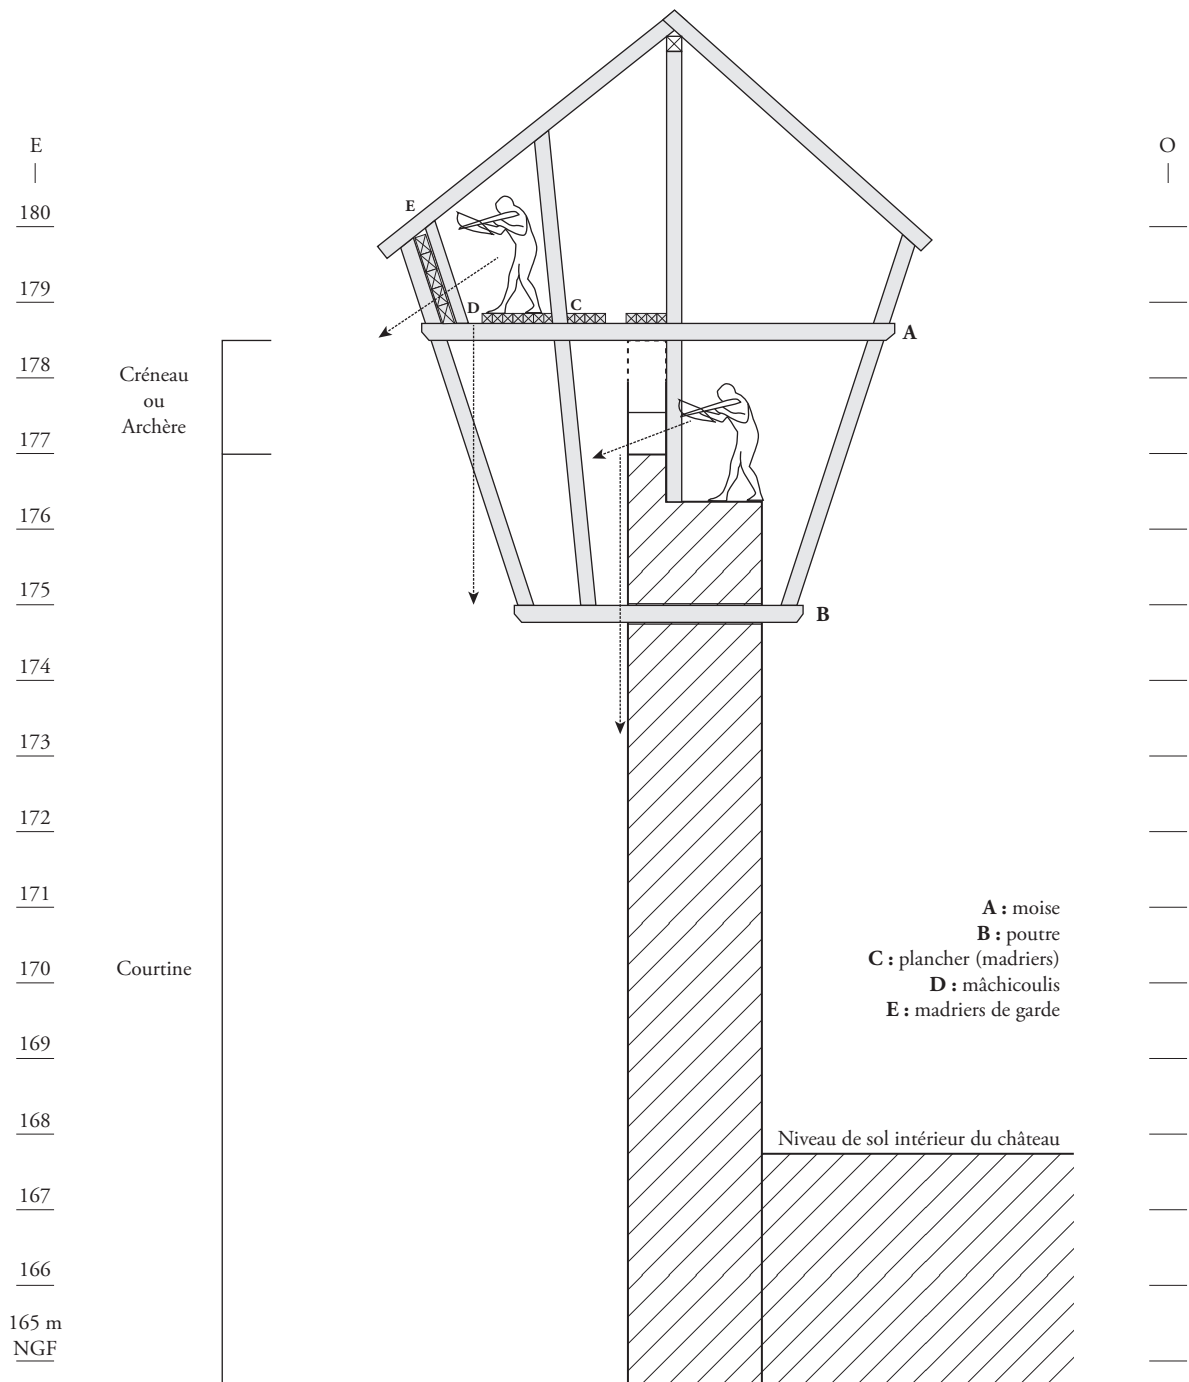 E
O
180
179
178
177
176
175
174
173
172
171
170
169
168
167
166
165 m
NGF
Créneau
ou
Archère
Courtine
E
D
C
A
B
A : moise
B : poutre
C : plancher (madriers)
D : mâchicoulis
E : madriers de garde
Niveau de sol intérieur du château